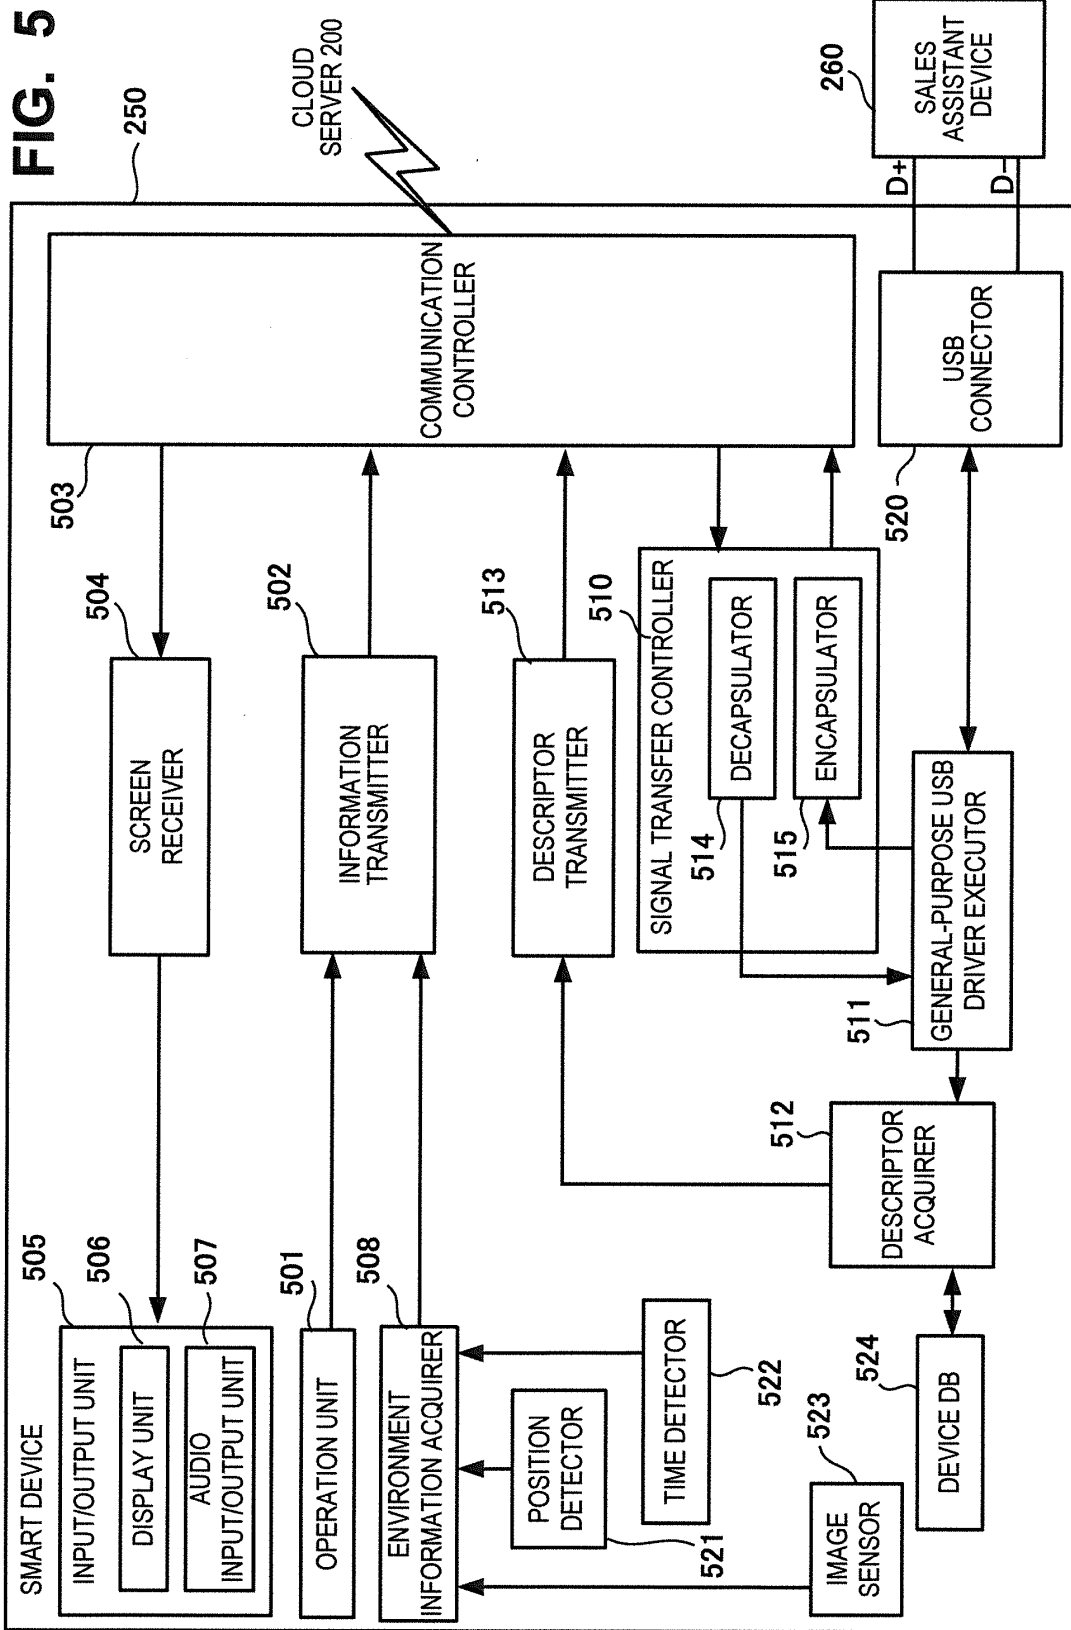 FIG. 5
250
SMART DEVICE
505
INPUT/OUTPUT UNIT
506
DISPLAY UNIT
507
AUDIO
INPUT/OUTPUT UNIT
504
SCREEN
RECEIVER
503
COMMUNICATION
CONTROLLER
CLOUD
SERVER 200
501
OPERATION UNIT
508
ENVIRONMENT
INFORMATION ACQUIRER
502
INFORMATION
TRANSMITTER
POSITION
DETECTOR
521
TIME DETECTOR
522
IMAGE
SENSOR
523
513
DESCRIPTOR
TRANSMITTER
SIGNAL TRANSFER CONTROLLER
510
514
DECAPSULATOR
515
ENCAPSULATOR
524
DEVICE DB
512
DESCRIPTOR
ACQUIRER
511
GENERAL-PURPOSE USB
DRIVER EXECUTOR
520
USB
CONNECTOR
D+
D−
260
SALES
ASSISTANT
DEVICE